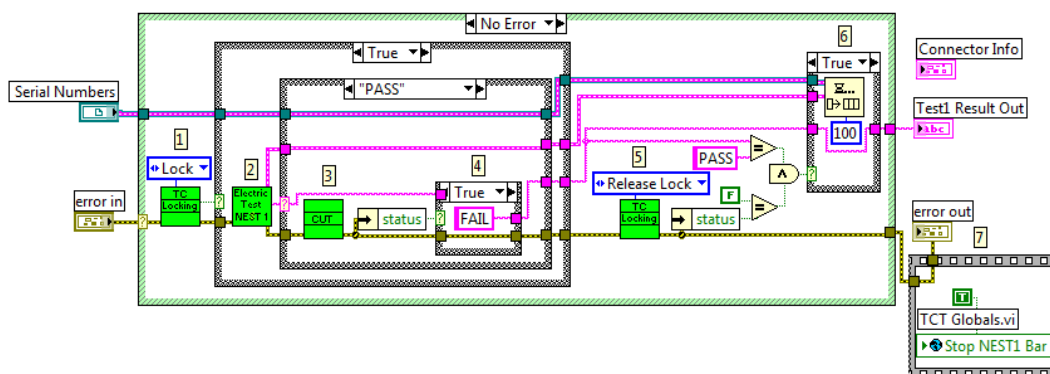 No Error
True
"PASS"
6
True
Connector Info
Serial Numbers
100
Test1 Result Out
abc
1
Lock
2
3
4
5
PASS
=
TC
Locking
Electric
Test
NEST 1
True
Release Lock
∧
error in
CUT
status
FAIL
TC
Locking
F
status
=
error out
7
T
TCT Globals.vi
Stop NEST1 Bar